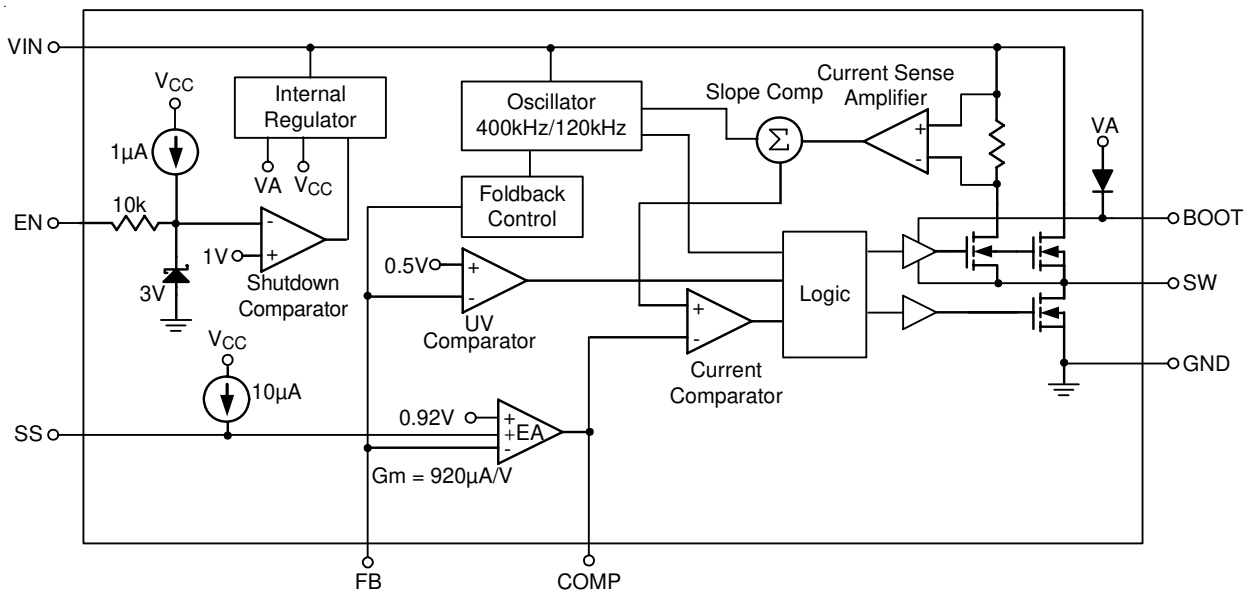 VIN
VCC
1µA
Internal
Regulator
VA
VCC
Oscillator
400kHz/120kHz
Foldback
Control
Slope Comp
Σ
Current Sense
Amplifier
+
-
VA
EN
10k
3V
1V
-
+
Shutdown
Comparator
0.5V
+
-
UV
Comparator
+
-
Current
Comparator
Logic
BOOT
SW
GND
VCC
10µA
SS
0.92V
+
+EA
-
Gm = 920µA/V
FB
COMP